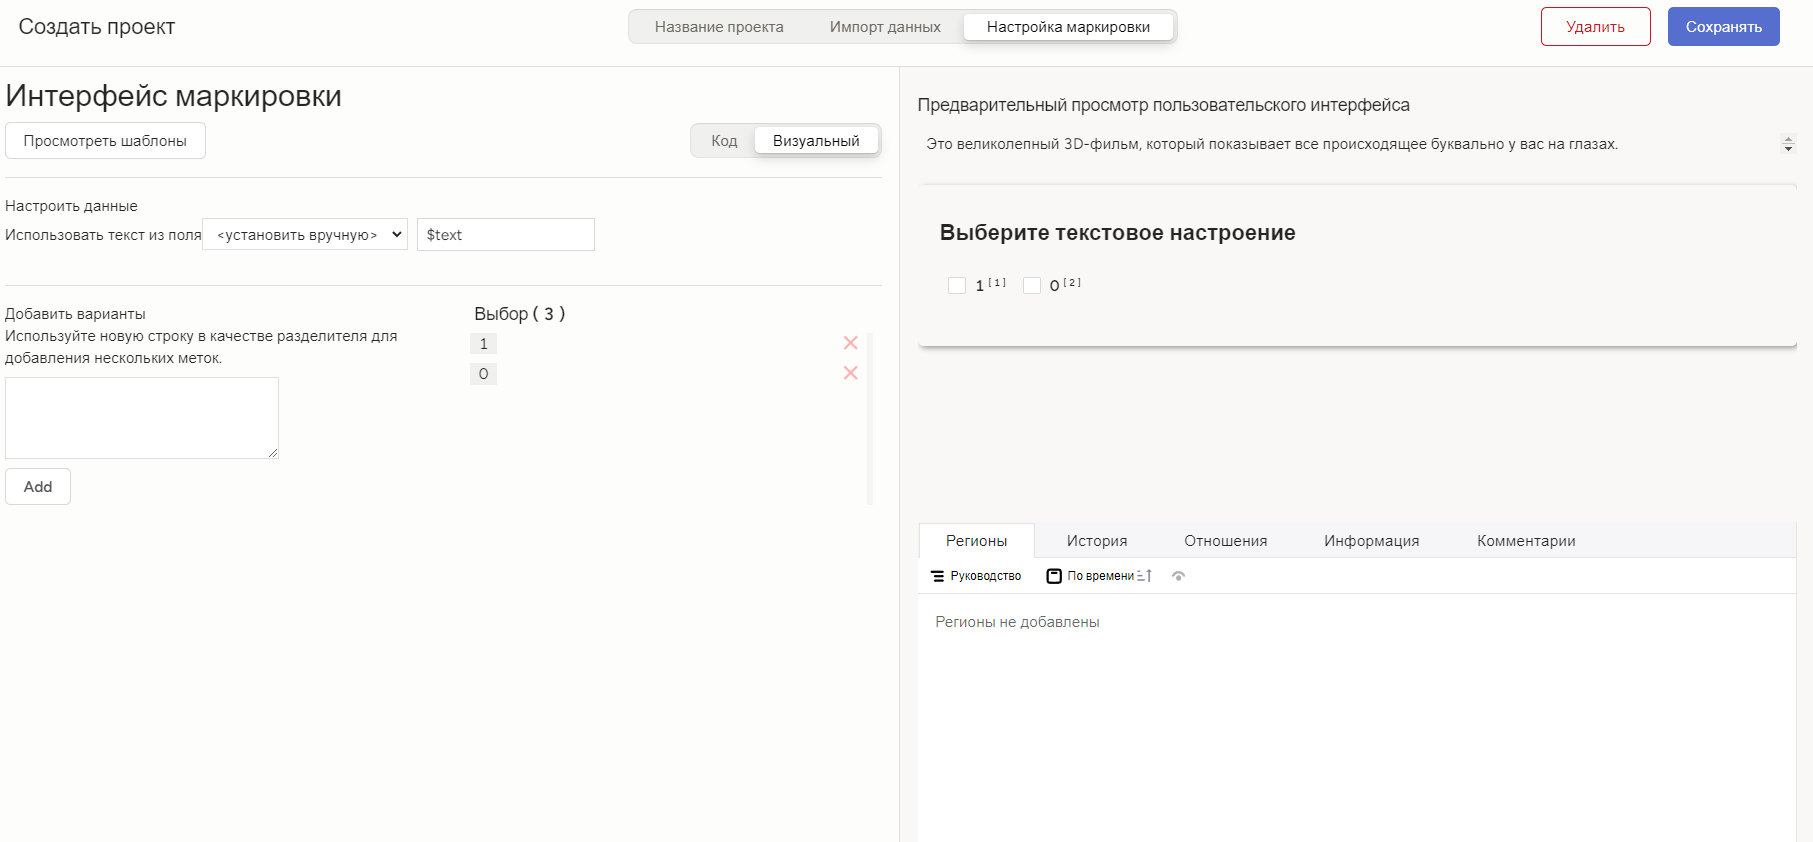 Создать проект
Название проекта
Импорт данных
Настройка маркировки
Удалить
Сохранять
Интерфейс маркировки
Просмотреть шаблоны
Код
Визуальный
Настроить данные
Использовать текст из поля
<установить вручную>
$text
Добавить варианты
Используйте новую строку в качестве разделителя для
добавления нескольких меток.
Add
Выбор ( 3 )
1
0
Предварительный просмотр пользовательского интерфейса
Это великолепный 3D-фильм, который показывает все происходящее буквально у вас на глазах.
Выберите текстовое настроение
1 [1] 0 [2]
Регионы
История
Отношения
Информация
Комментарии
Руководство
По времени
Регионы не добавлены